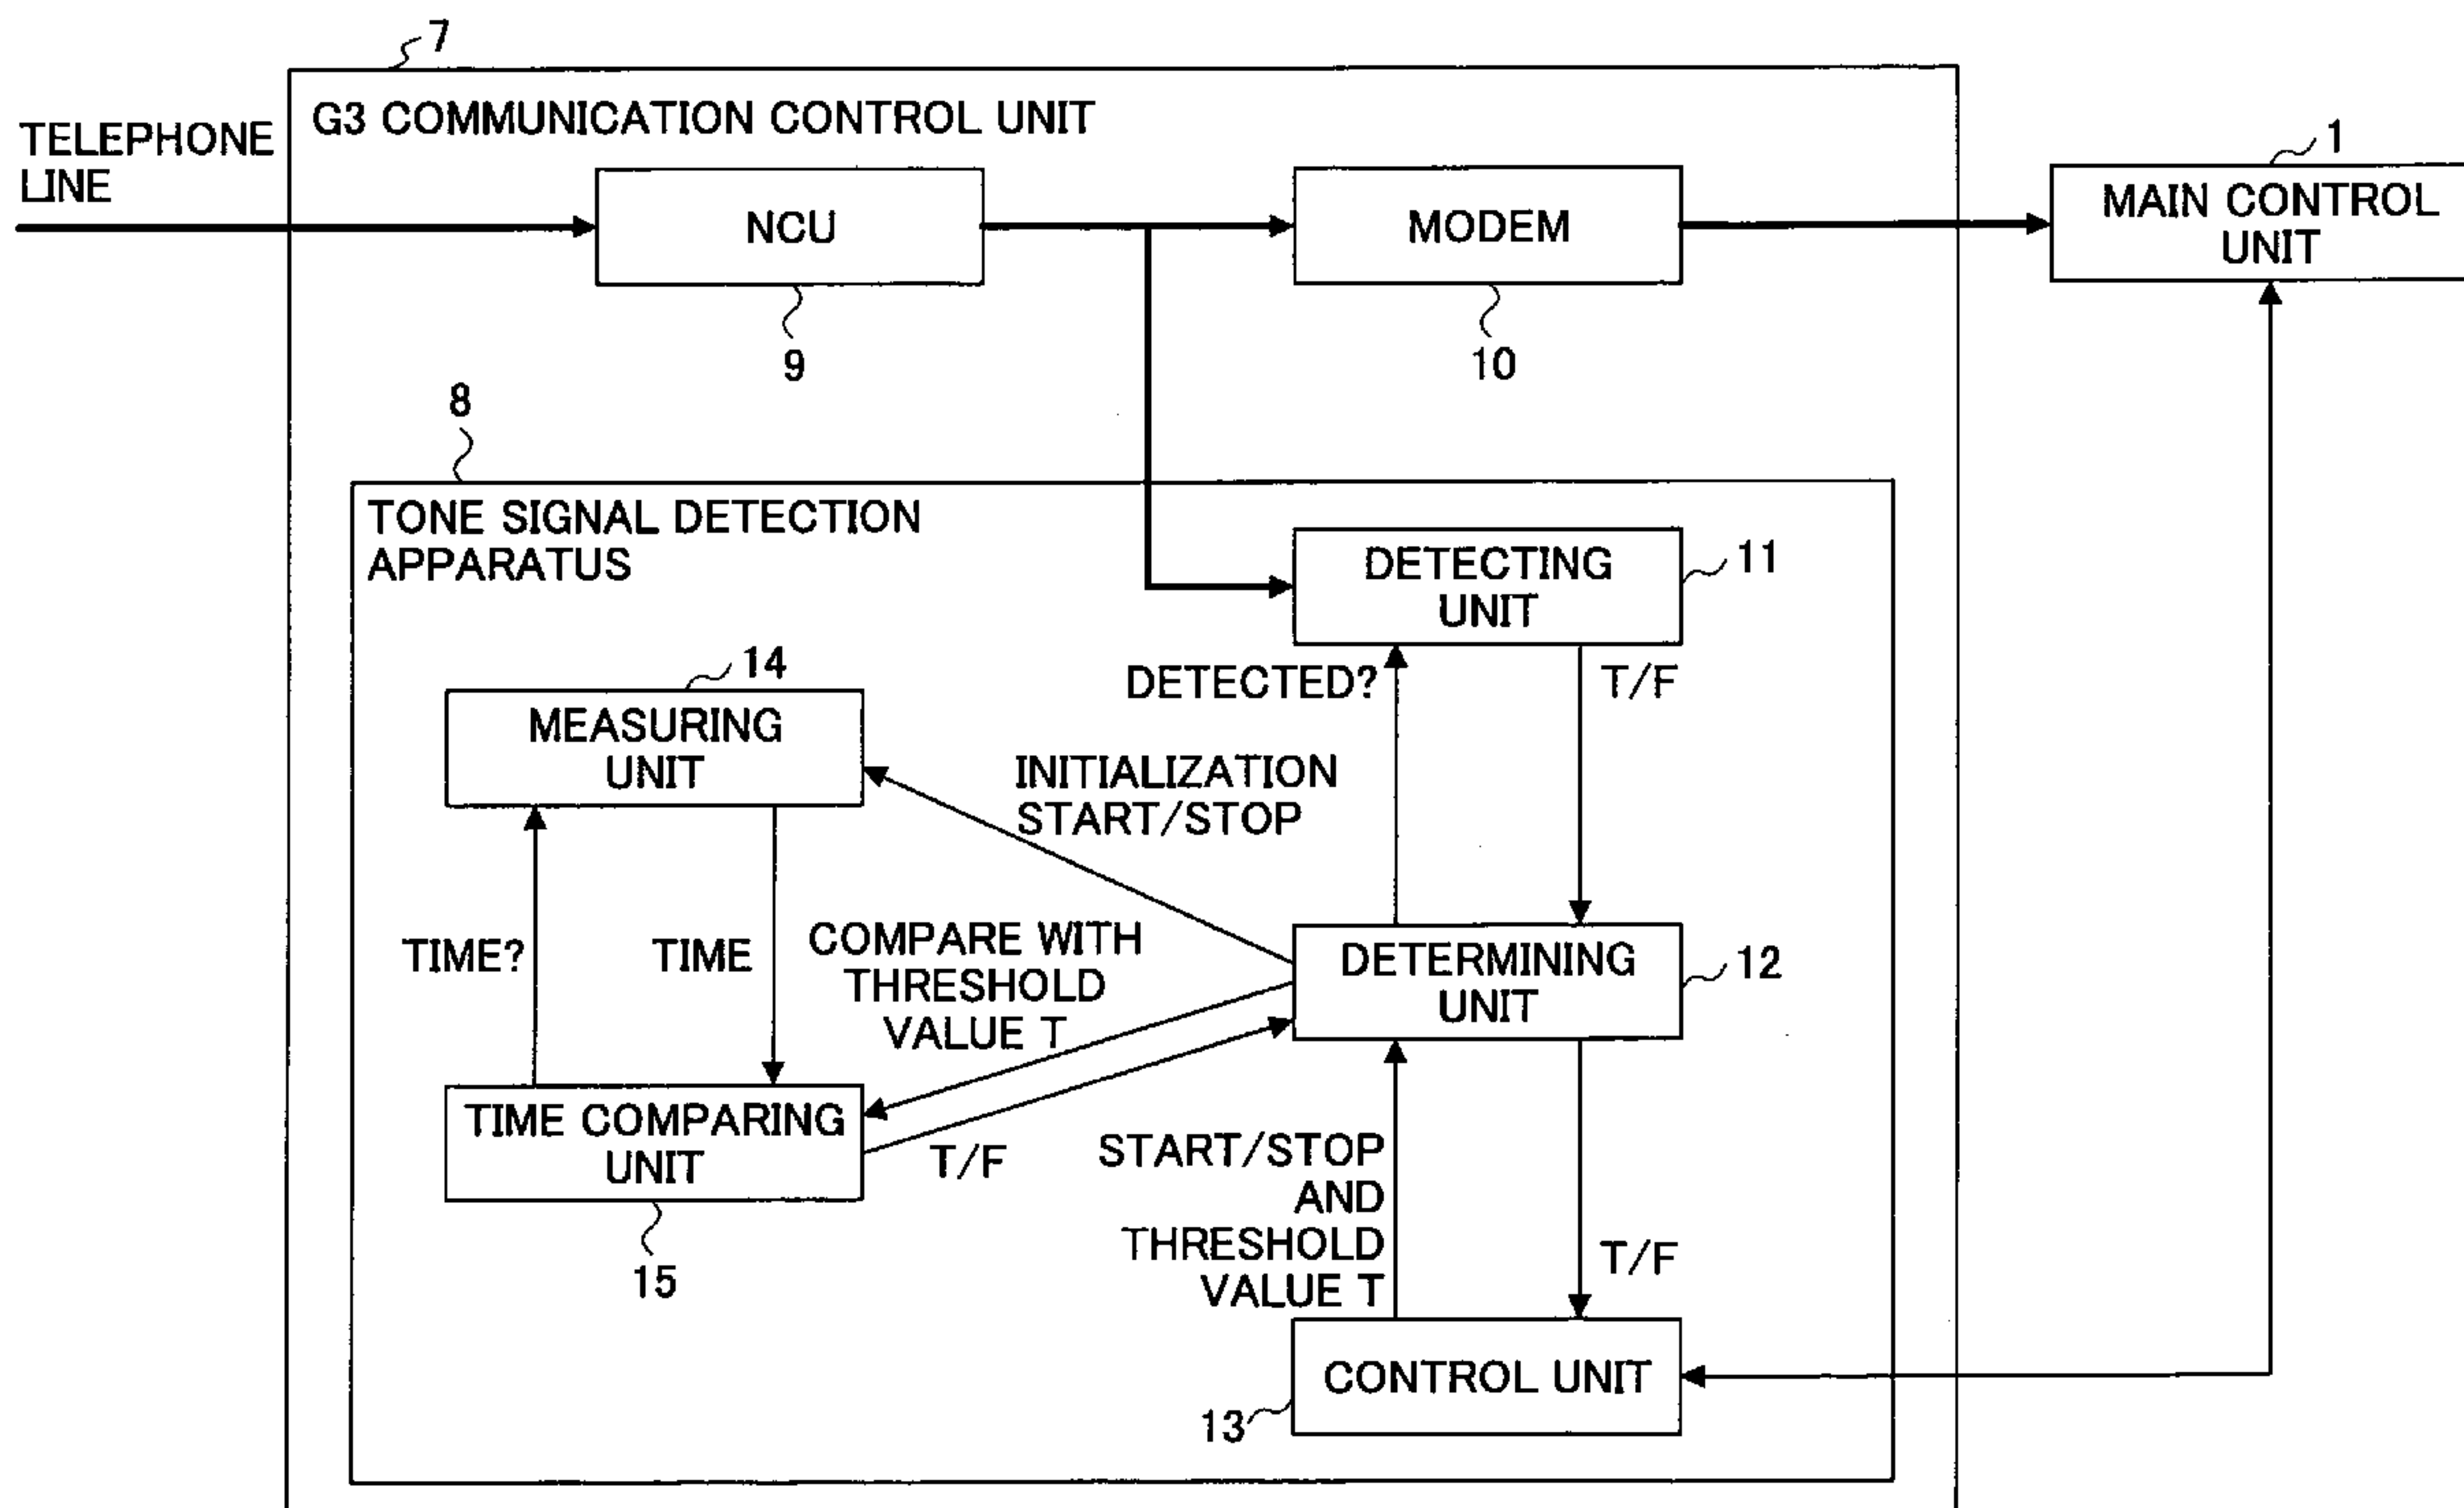 7
G3 COMMUNICATION CONTROL UNIT
TELEPHONE
LINE
NCU
9
MODEM
10
1
MAIN CONTROL
UNIT
8
TONE SIGNAL DETECTION
APPARATUS
DETECTING
UNIT
11
DETECTED?
T/F
14
MEASURING
UNIT
INITIALIZATION
START/STOP
TIME?
TIME
COMPARE WITH
THRESHOLD
VALUE T
DETERMINING
UNIT
12
TIME COMPARING
UNIT
15
T/F
START/STOP
AND
THRESHOLD
VALUE T
T/F
CONTROL UNIT
13